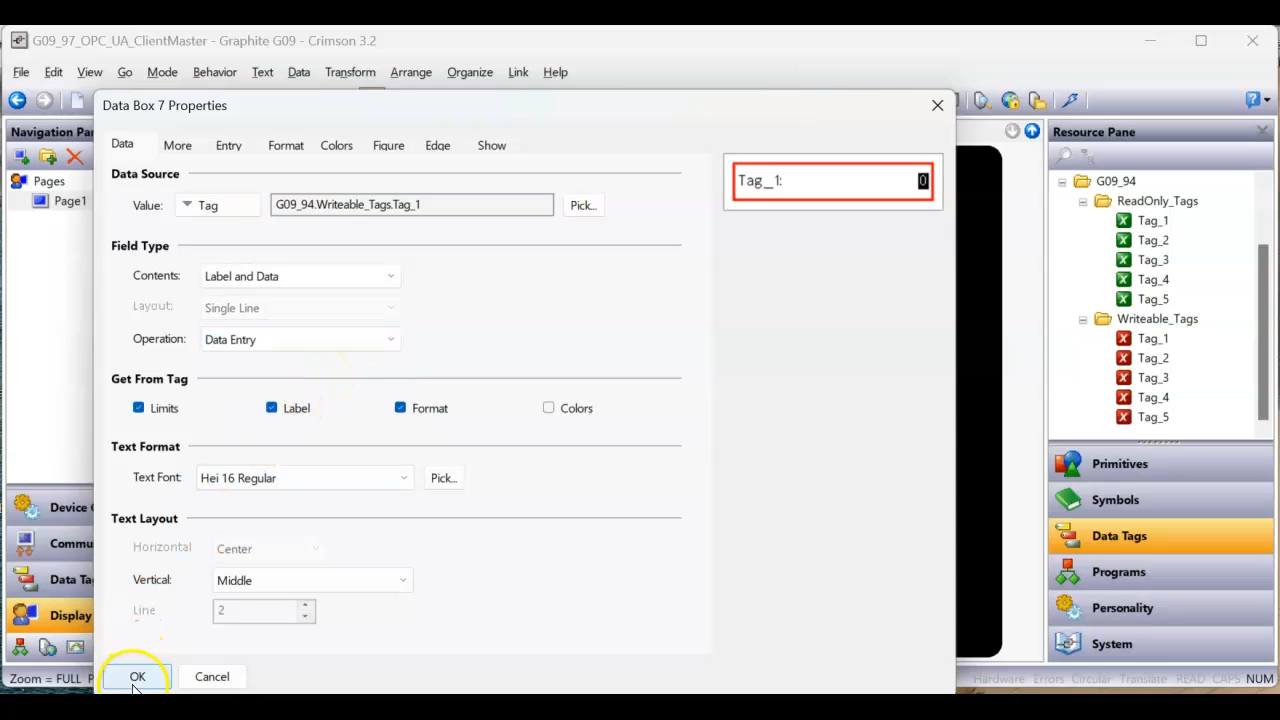 G09_97_OPC_UA_ClientMaster - Graphite G09 - Crimson 3.2
File Edit View Go Mode Behavior Text Data Transform Arrange Organize Link Help
Data Box 7 Properties
Navigation Pan
Pages
Page1
Device
Commu
Data Ta
Display
Zoom = FULL
Data More Entry Format Colors Figure Edge Show
Data Source
Value: Tag G09_94.Writeable_Tags.Tag_1 Pick...
Field Type
Contents: Label and Data
Layout: Single Line
Operation: Data Entry
Get From Tag
Limits Label Format Colors
Text Format
Text Font: Hei 16 Regular Pick...
Text Layout
Horizontal Center
Vertical: Middle
Line 2
OK Cancel
Tag_1: 0
Resource Pane
G09_94
ReadOnly_Tags
Tag_1
Tag_2
Tag_3
Tag_4
Tag_5
Writeable_Tags
Tag_1
Tag_2
Tag_3
Tag_4
Tag_5
Primitives
Symbols
Data Tags
Programs
Personality
System
Hardware Errors Circular Translate READ CAPS NUM